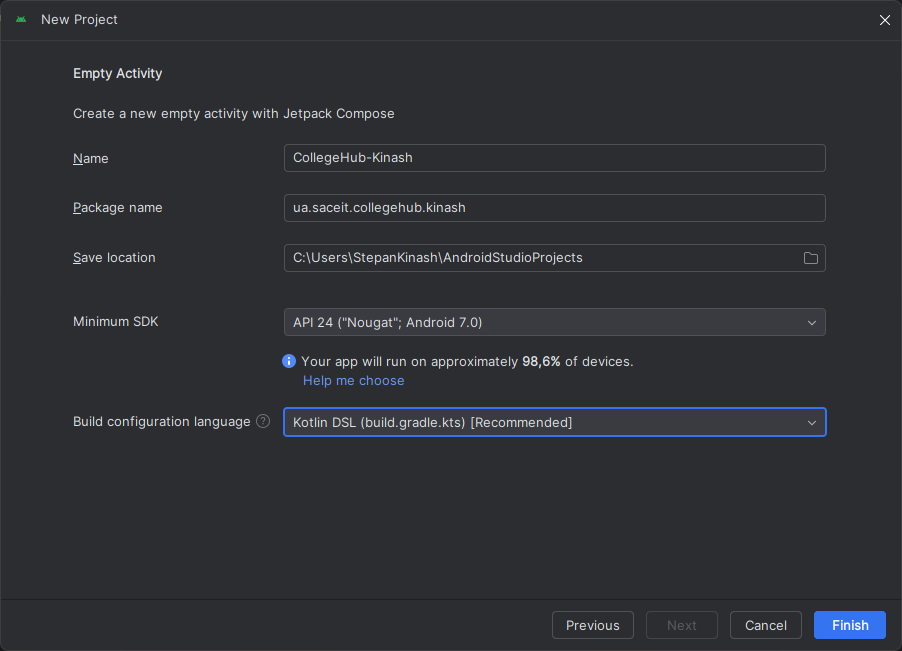 New Project
Empty Activity
Create a new empty activity with Jetpack Compose
Name CollegeHub-Kinash
Package name ua.saceit.collegehub.kinash
Save location C:\Users\StepanKinash\AndroidStudioProjects
Minimum SDK API 24 ("Nougat"; Android 7.0)
Your app will run on approximately 98,6% of devices.
Help me choose
Build configuration language ? Kotlin DSL (build.gradle.kts) [Recommended]
Previous Next Cancel Finish